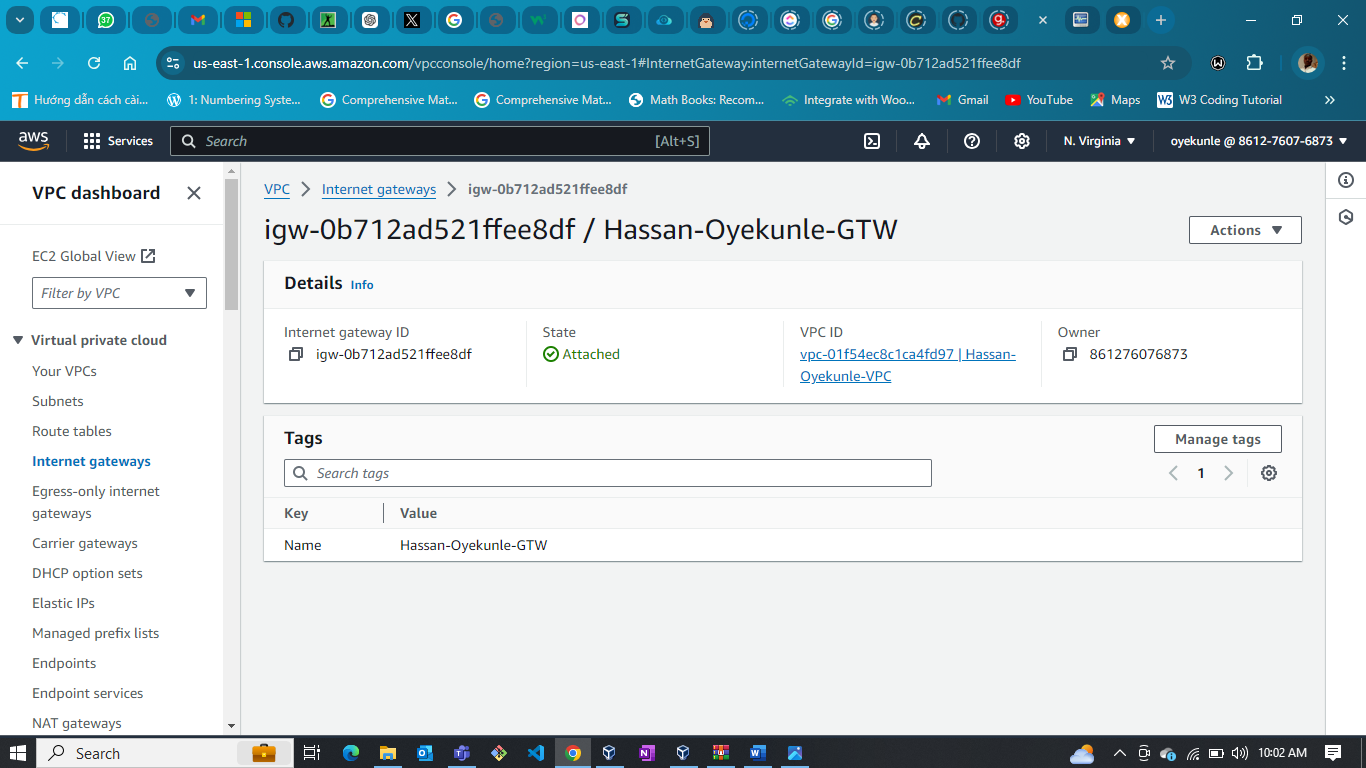 37
us-east-1.console.aws.amazon.com/vpcconsole/home?region=us-east-1#InternetGateway:internetGatewayId=igw-0b712ad521ffee8df
Hướng dẫn cách cài...
1: Numbering Syste...
Comprehensive Mat...
Comprehensive Mat...
Math Books: Recom...
Integrate with Woo...
Gmail
YouTube
Maps
W3 Coding Tutorial
aws
Services
Search
[Alt+S]
N. Virginia
oyekunle @ 8612-7607-6873
VPC dashboard
EC2 Global View
Filter by VPC
Virtual private cloud
Your VPCs
Subnets
Route tables
Internet gateways
Egress-only internet
gateways
Carrier gateways
DHCP option sets
Elastic IPs
Managed prefix lists
Endpoints
Endpoint services
NAT gateways
VPC
Internet gateways
igw-0b712ad521ffee8df
igw-0b712ad521ffee8df / Hassan-Oyekunle-GTW
Actions
Details Info
Internet gateway ID
igw-0b712ad521ffee8df
State
Attached
VPC ID
vpc-01f54ec8c1ca4fd97 | Hassan-
Oyekunle-VPC
Owner
861276076873
Tags
Manage tags
Search tags
1
Key
Value
Name
Hassan-Oyekunle-GTW
Search
10:02 AM